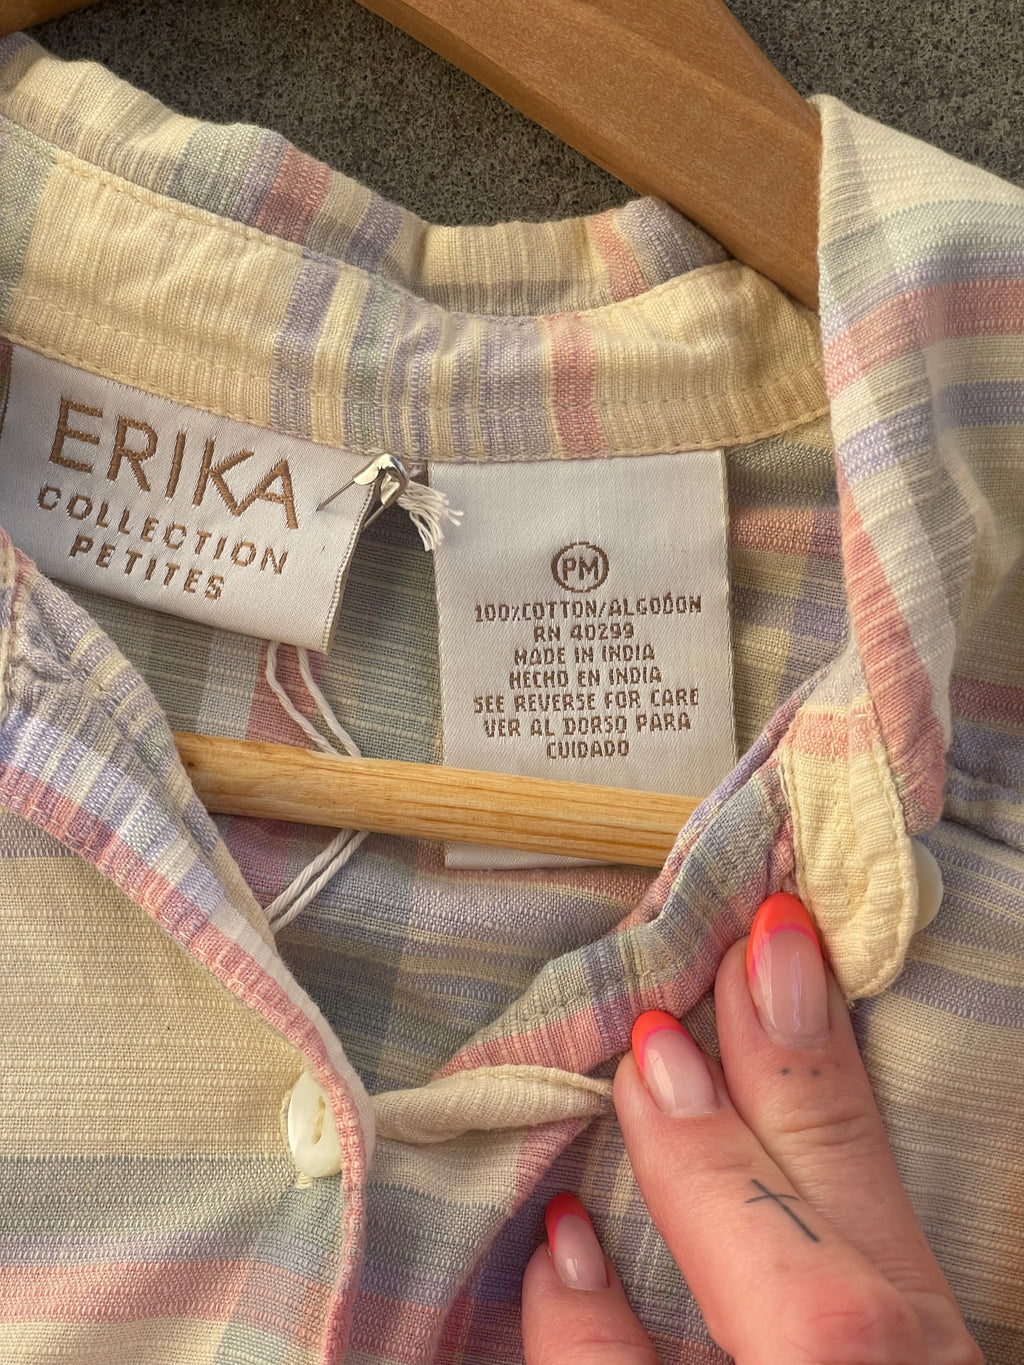 ERIKA
COLLECTION
PETITES
PM
100%COTTON/ALGODÓN
RN 40299
MADE IN INDIA
HECHO EN INDIA
SEE REVERSE FOR CARE
VER AL DORSO PARA
CUIDADO